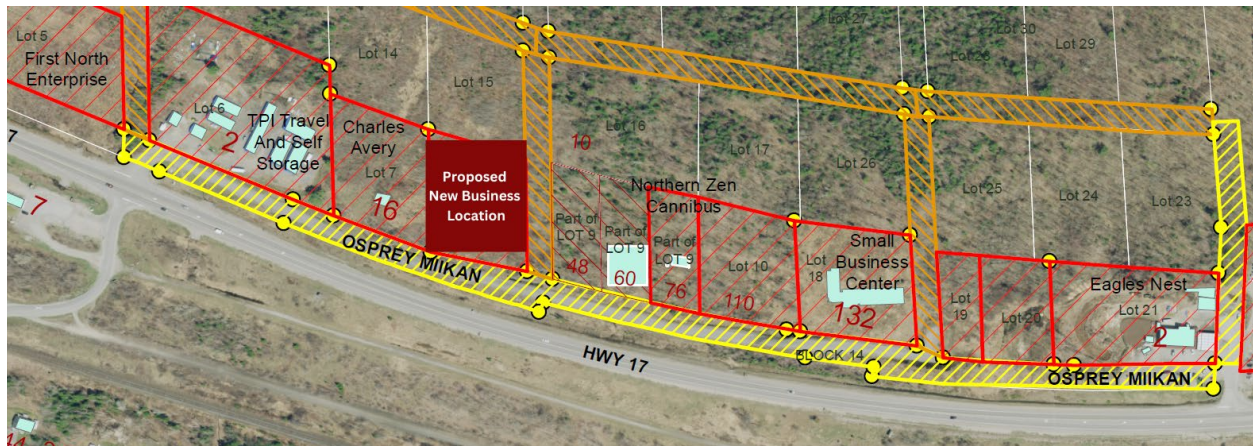 Lot 5
First North
Enterprise
Lot 6
2
TPI Travel
And Self
Storage
Lot 14
Charles
Avery
Lot 7
16
Lot 15
Proposed
New Business
Location
10
Lot 16
Part of
LOT 9
48
Part of
LOT 9
60
Northern Zen
Cannibus
Part of
LOT 9
76
Lot 27
Lot 17
Lot 10
110
Lot 26
Lot 18
Small
Business
Center
132
Lot 28
Lot 30
Lot 29
Lot 25
Lot 24
Lot 23
Lot 19
Lot 20
Eagles Nest
Lot 21
2
7
7
OSPREY MIIKAN
HWY 17
BLOCK 14
OSPREY MIIKAN